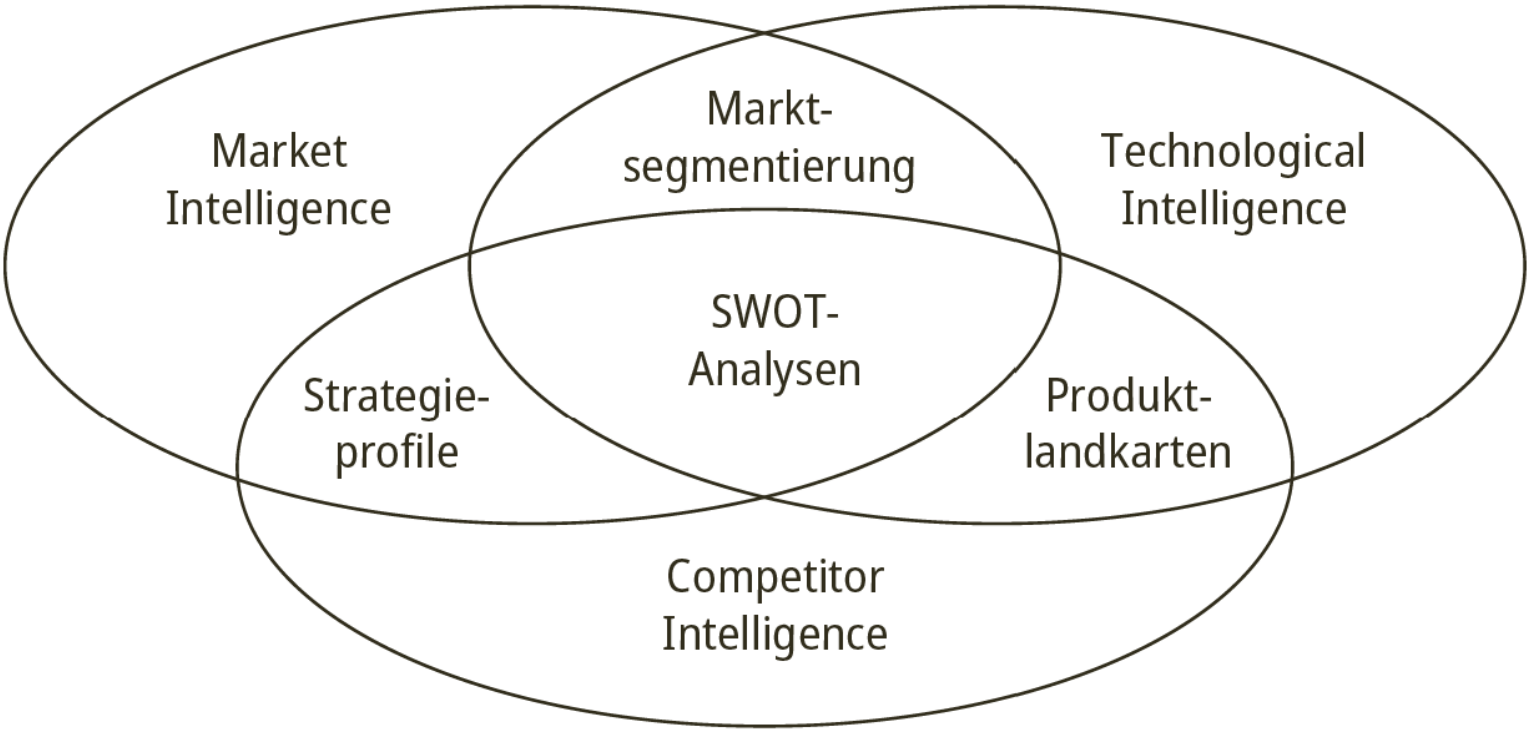 Market
Intelligence
Markt-
segmentierung
Technological
Intelligence
SWOT-
Analysen
Strategie-
profile
Produkt-
landkarten
Competitor
Intelligence